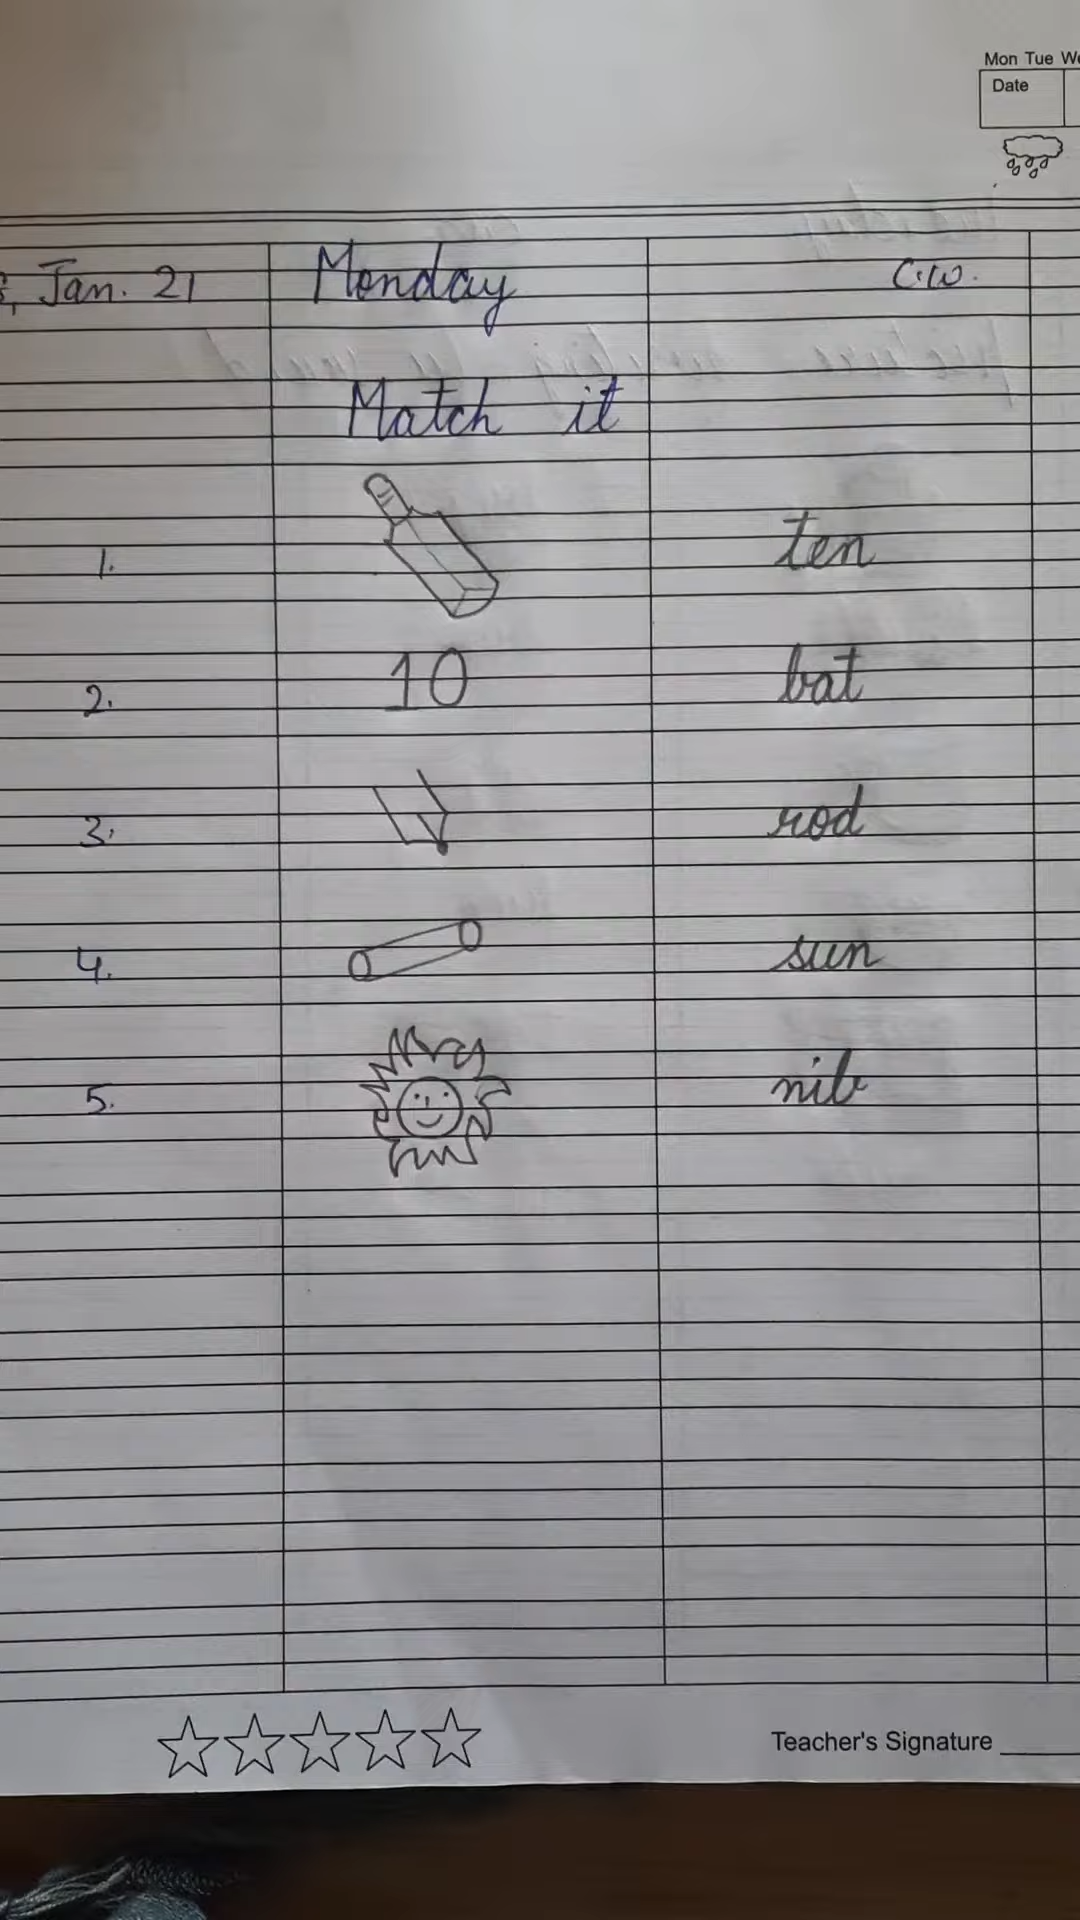 Mon Tue
Date
Jan. 21 Monday C.W.
Match it
1. ten
2. 10 bat
3. rod
4. sun
5. nib
Teacher's Signature